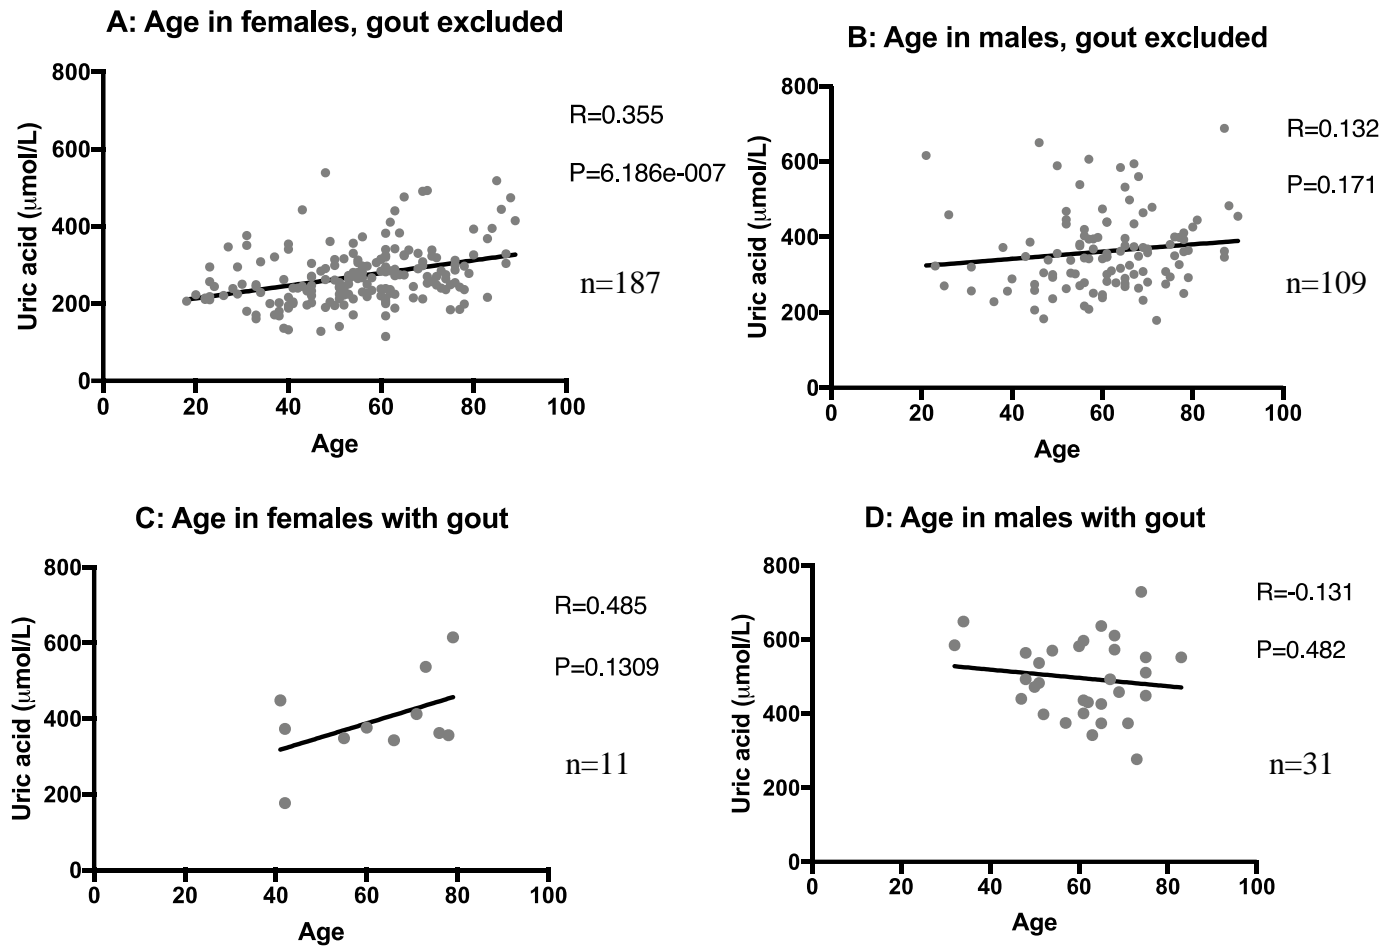 A: Age in females, gout excluded
800
600
400
200
0
0 20 40 60 80 100
Uric acid (μmol/L)
Age
R=0.355
P=6.186e-007
n=187
B: Age in males, gout excluded
800
600
400
200
0
0 20 40 60 80 100
Uric acid (μmol/L)
Age
R=0.132
P=0.171
n=109
C: Age in females with gout
800
600
400
200
0
0 20 40 60 80 100
Uric acid (μmol/L)
Age
R=0.485
P=0.1309
n=11
D: Age in males with gout
800
600
400
200
0
0 20 40 60 80 100
Uric acid (μmol/L)
Age
R=-0.131
P=0.482
n=31